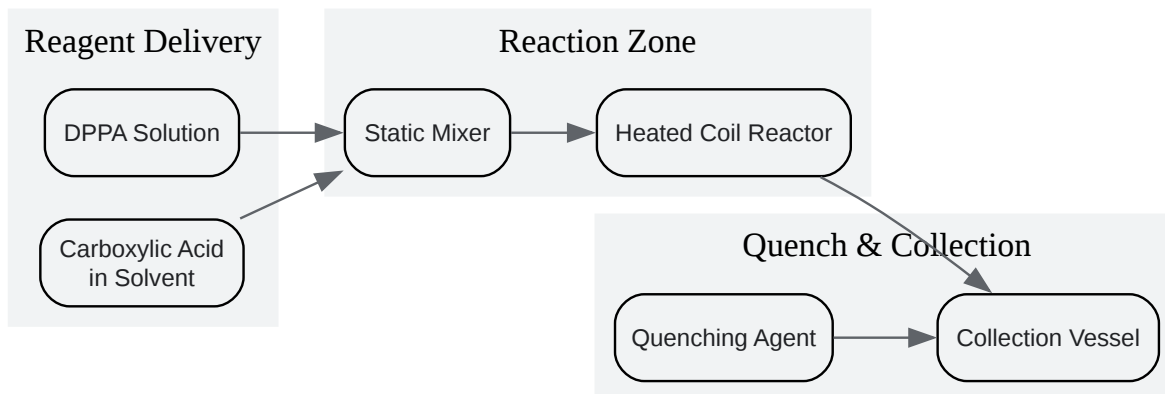 Reagent Delivery
Reaction Zone
DPPA Solution
Static Mixer
Heated Coil Reactor
Carboxylic Acid
in Solvent
Quench & Collection
Quenching Agent
Collection Vessel